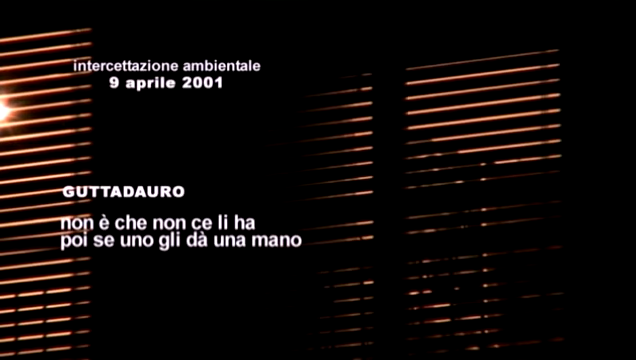 intercettazione ambientale
9 aprile 2001
GUTTADAURO
non è che non ce li ha
poi se uno gli dà una mano